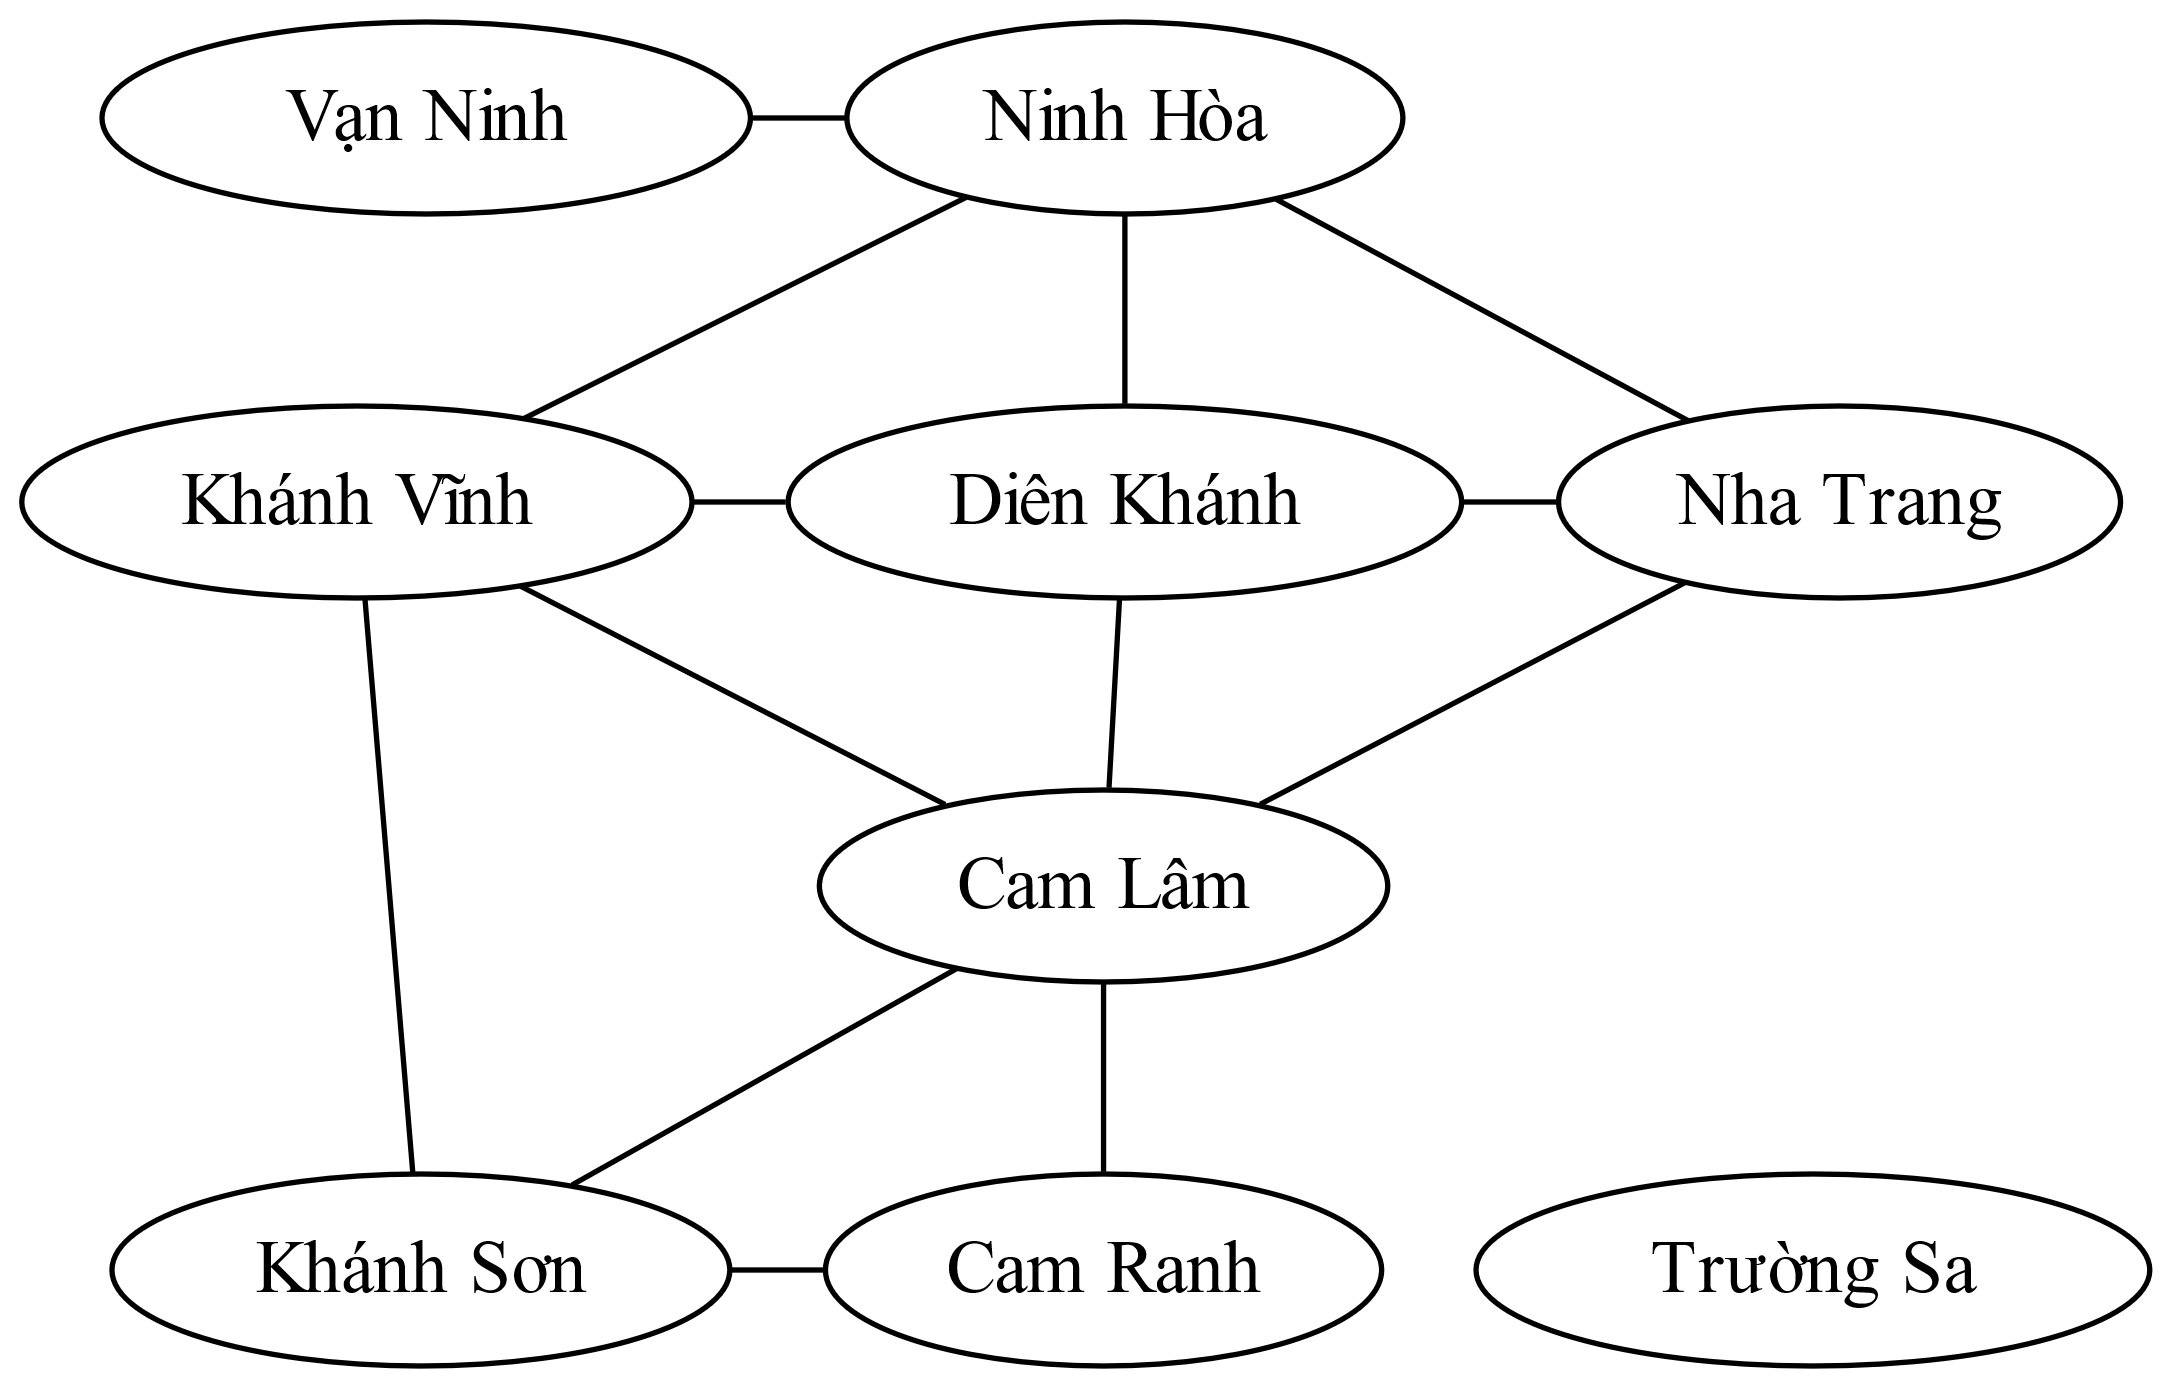 Vạn Ninh
Ninh Hòa
Khánh Vĩnh
Diên Khánh
Nha Trang
Cam Lâm
Khánh Sơn
Cam Ranh
Trường Sa